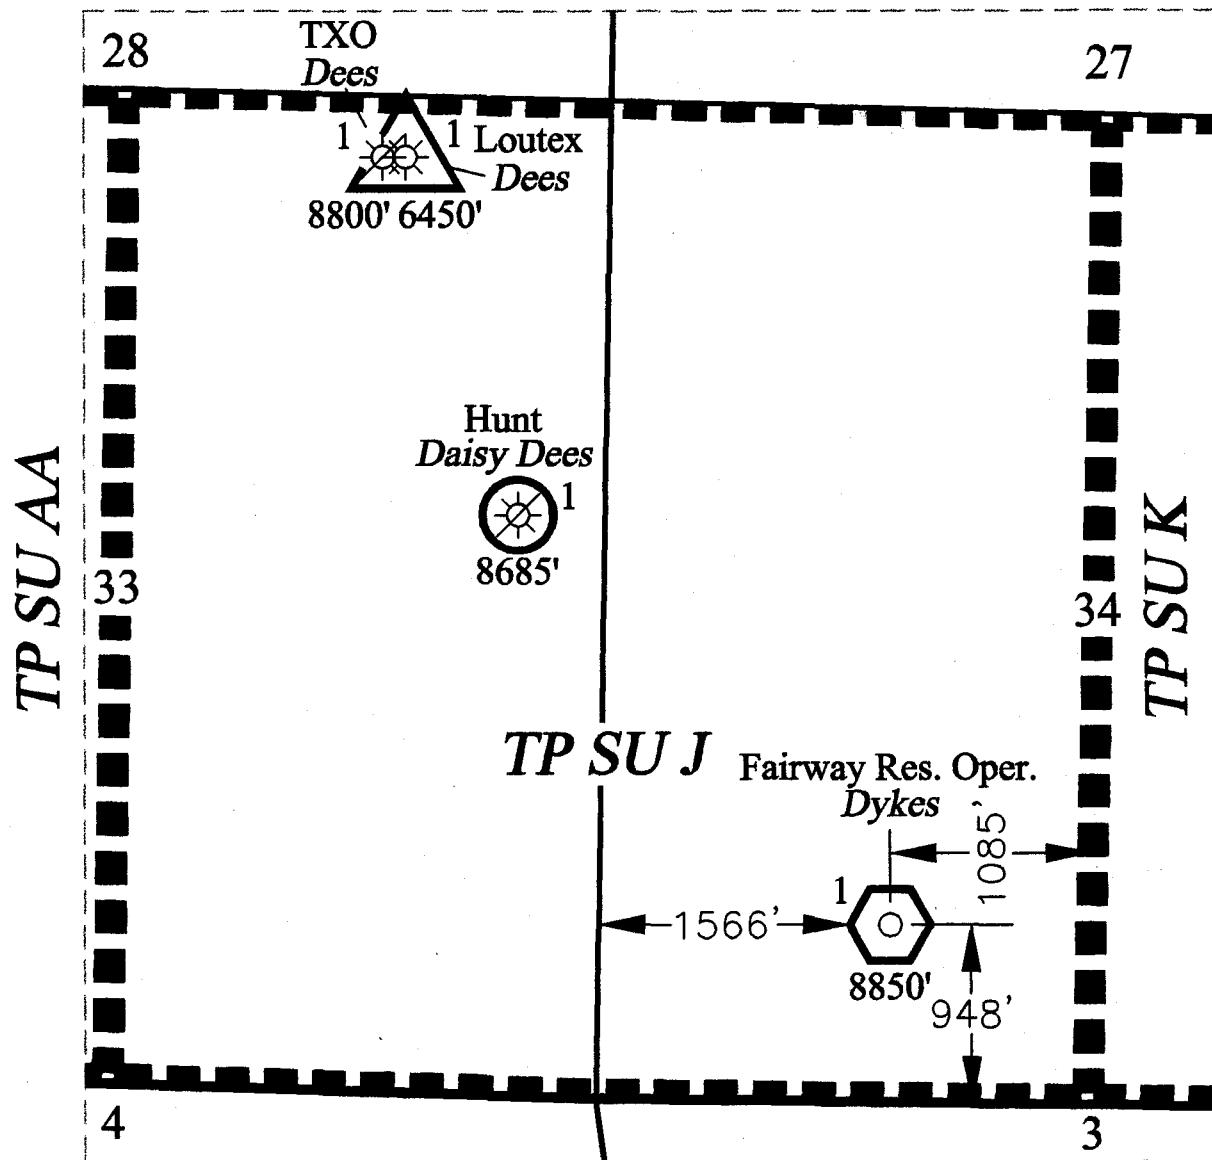 28
TXO
Dees
27
1
1
Loutex
Dees
8800' 6450'
Hunt
Daisy Dees
1
8685'
TP SU AA
33
34
TP SU K
TP SU J
Fairway Res. Oper.
Dykes
1085'
1
1566'
8850'
948'
4
3